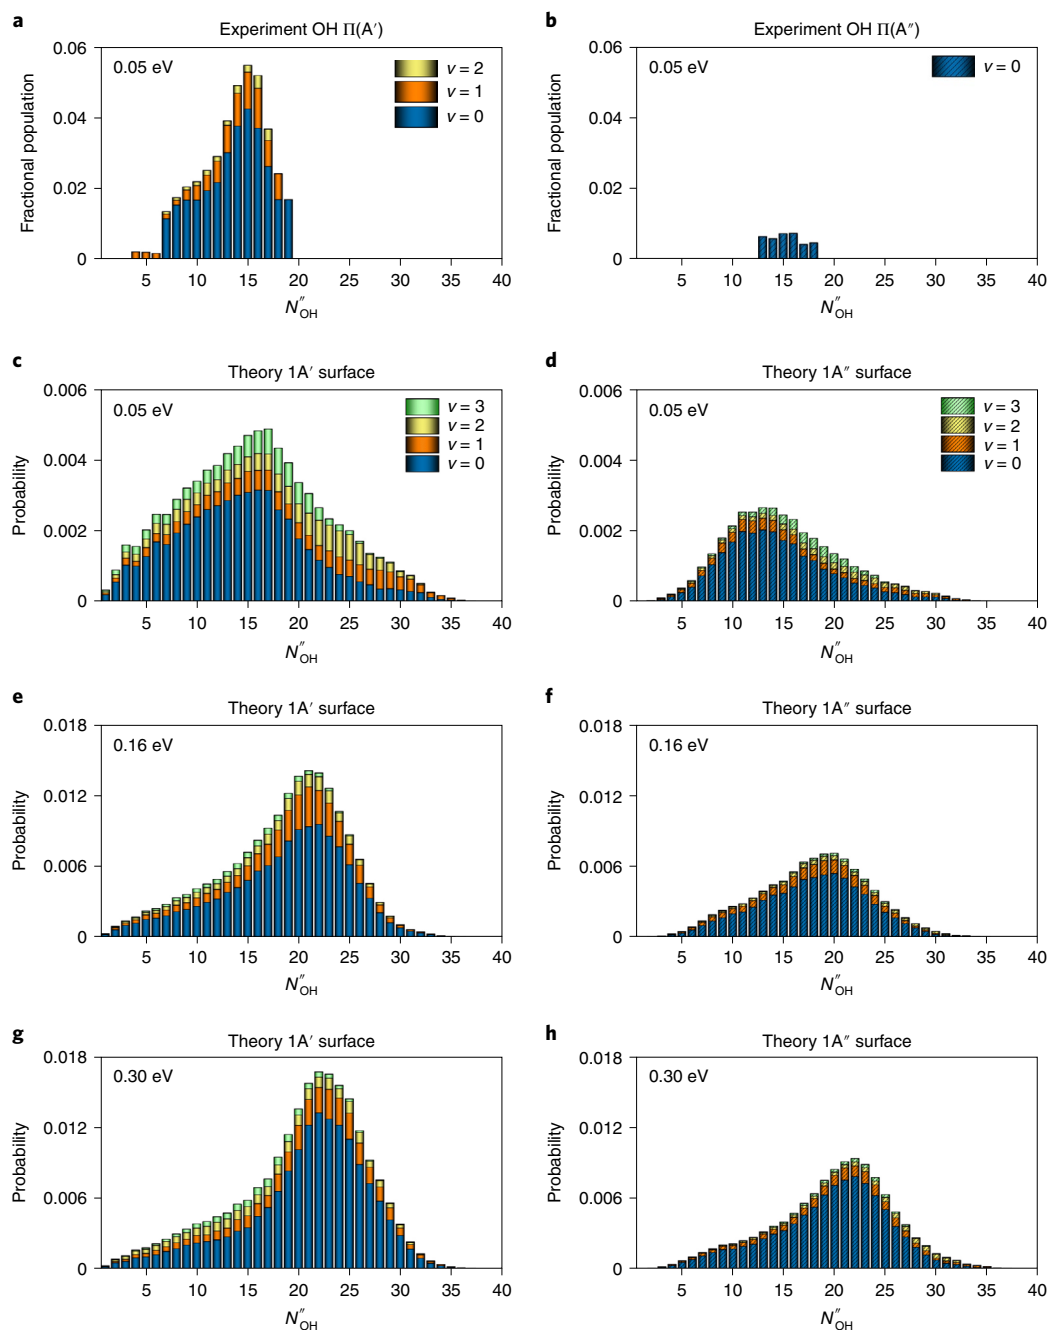 a
Experiment OH Π(A′)
0.06
0.04
0.02
0
Fractional population
0.05 eV
v = 2
v = 1
v = 0
5 10 15 20 25 30 35 40
N″OH
b
Experiment OH Π(A″)
0.06
0.04
0.02
0
Fractional population
0.05 eV
v = 0
5 10 15 20 25 30 35 40
N″OH
c
Theory 1A′ surface
0.006
0.004
0.002
0
Probability
0.05 eV
v = 3
v = 2
v = 1
v = 0
5 10 15 20 25 30 35 40
N″OH
d
Theory 1A″ surface
0.006
0.004
0.002
0
Probability
0.05 eV
v = 3
v = 2
v = 1
v = 0
5 10 15 20 25 30 35 40
N″OH
e
Theory 1A′ surface
0.018
0.012
0.006
0
Probability
0.16 eV
5 10 15 20 25 30 35 40
N″OH
f
Theory 1A″ surface
0.018
0.012
0.006
0
Probability
0.16 eV
5 10 15 20 25 30 35 40
N″OH
g
Theory 1A′ surface
0.018
0.012
0.006
0
Probability
0.30 eV
5 10 15 20 25 30 35 40
N″OH
h
Theory 1A″ surface
0.018
0.012
0.006
0
Probability
0.30 eV
5 10 15 20 25 30 35 40
N″OH